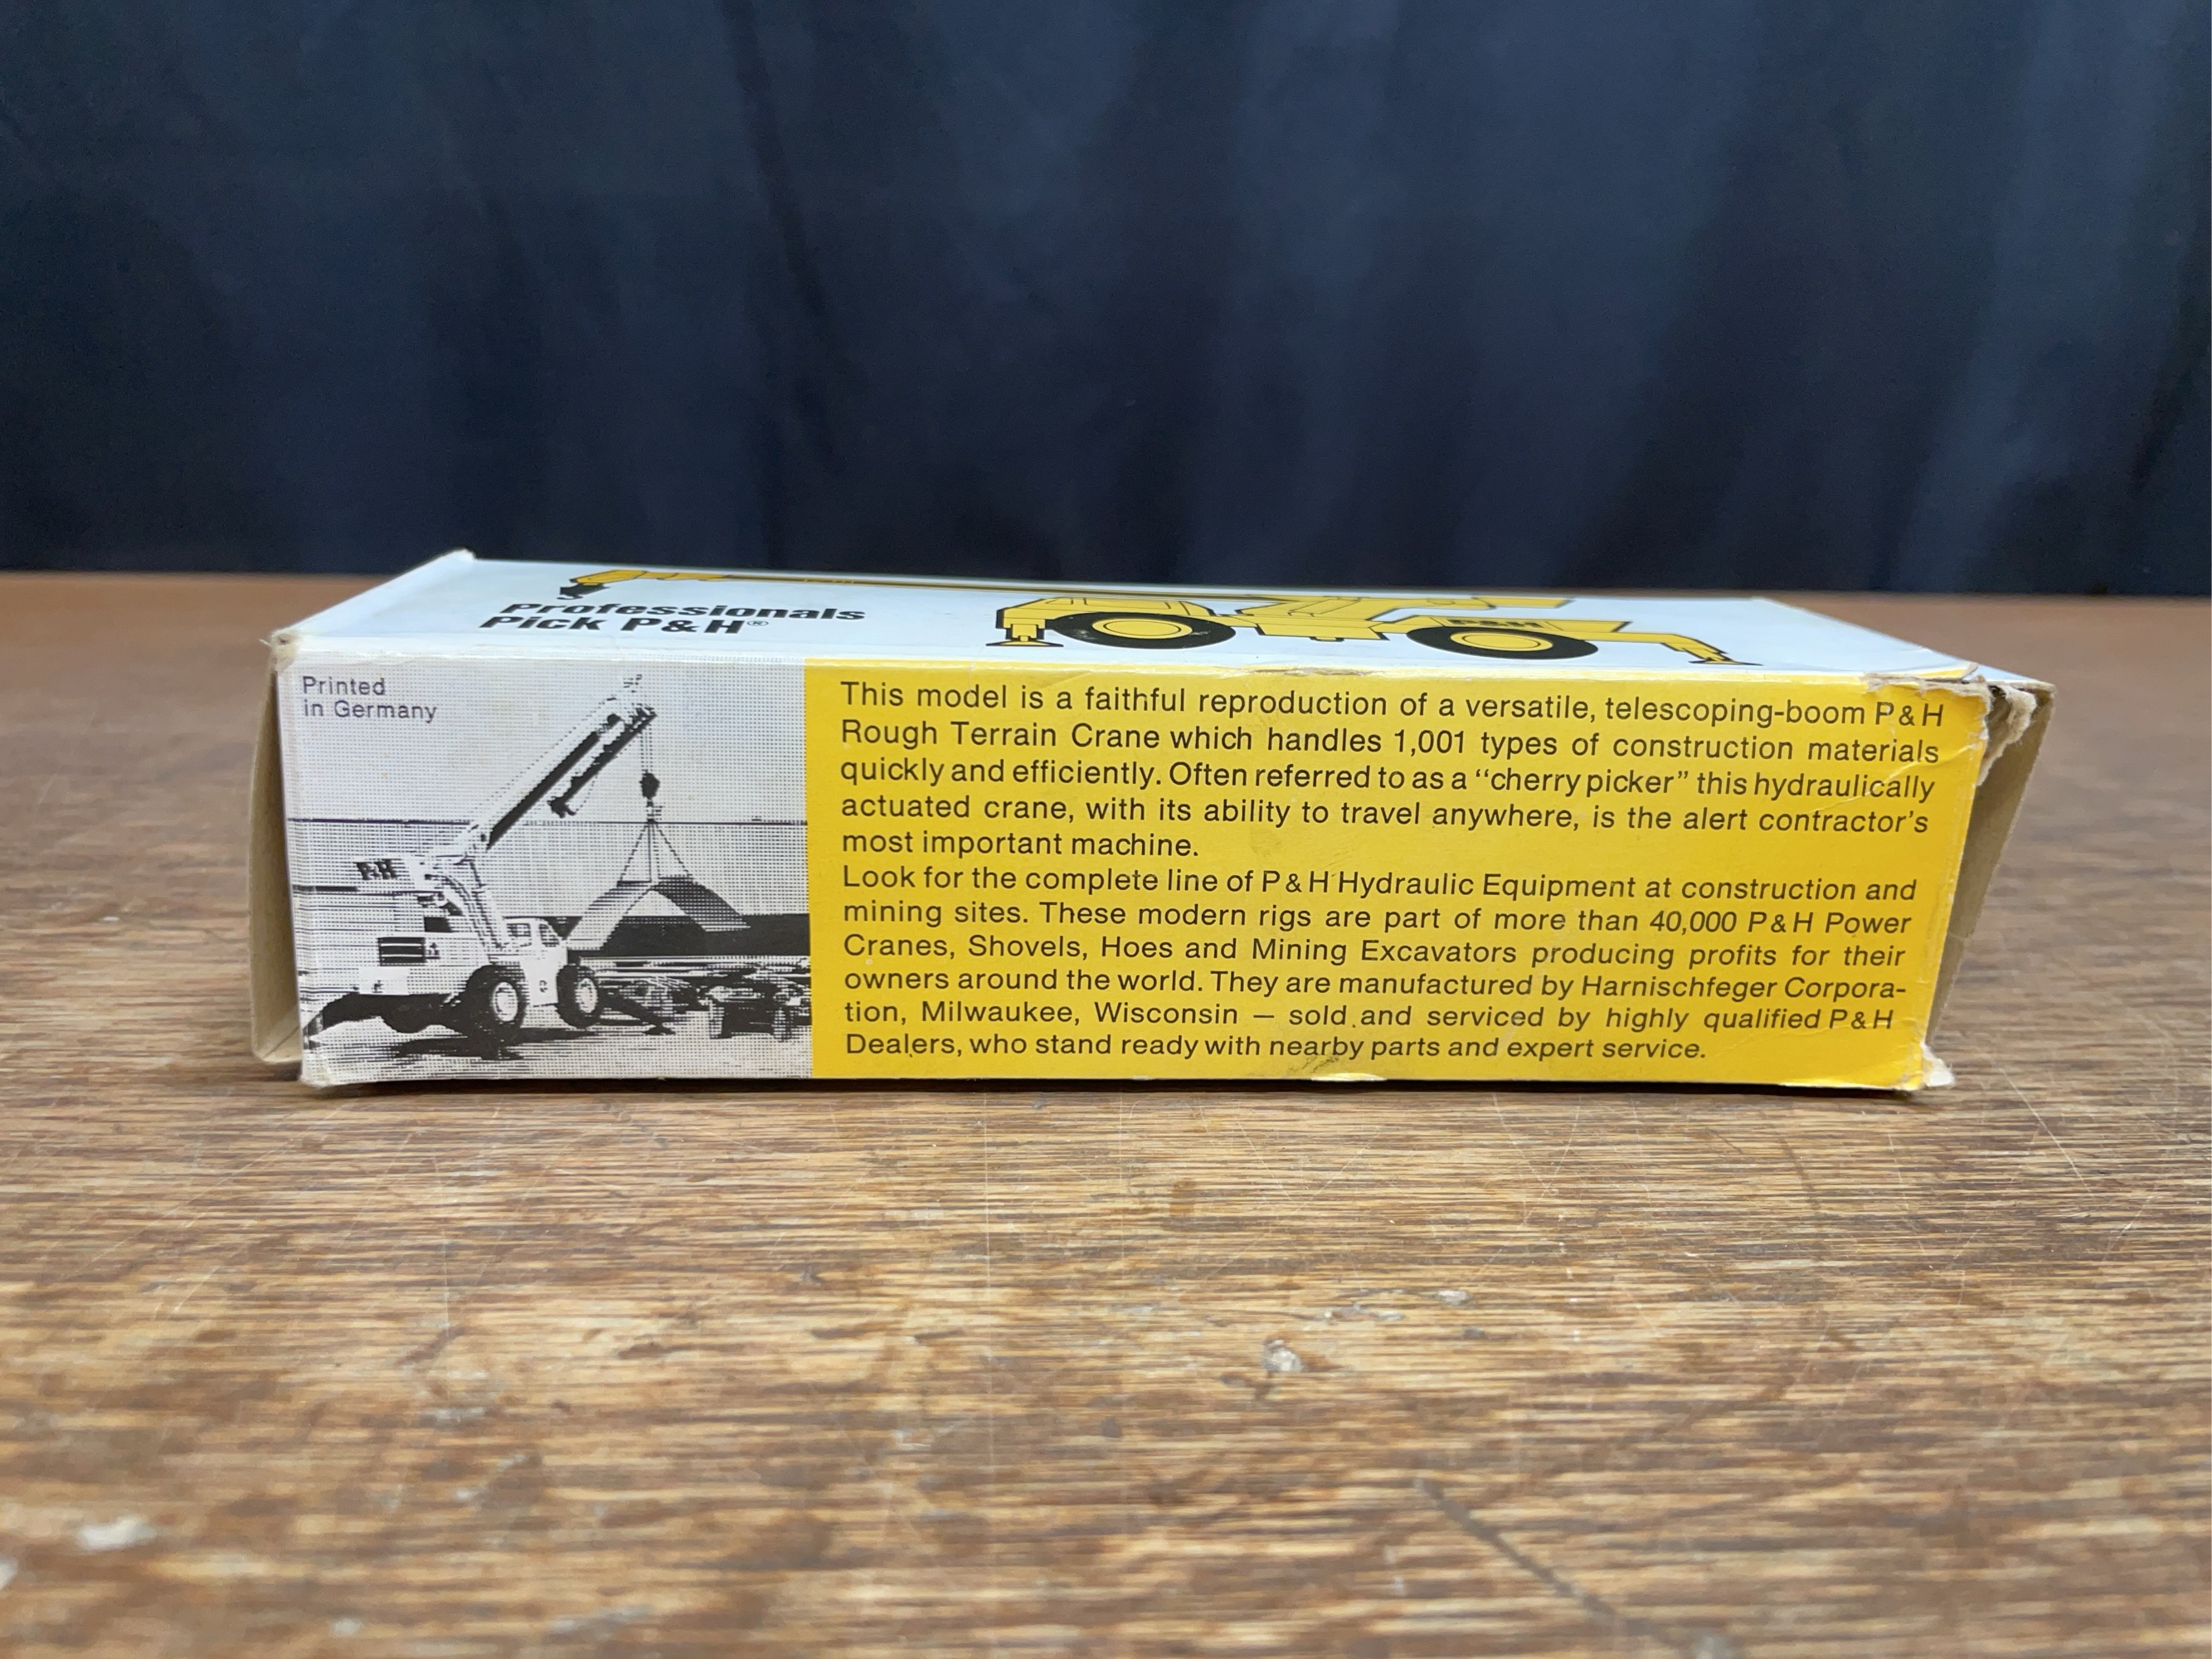 Professionals
Pick P&H®
P&H
Printed
in Germany
P&H
This model is a faithful reproduction of a versatile, telescoping-boom P&H
Rough Terrain Crane which handles 1,001 types of construction materials
quickly and efficiently. Often referred to as a “cherry picker” this hydraulically
actuated crane, with its ability to travel anywhere, is the alert contractor’s
most important machine.
Look for the complete line of P&H Hydraulic Equipment at construction and
mining sites. These modern rigs are part of more than 40,000 P&H Power
Cranes, Shovels, Hoes and Mining Excavators producing profits for their
owners around the world. They are manufactured by Harnischfeger Corpora-
tion, Milwaukee, Wisconsin — sold and serviced by highly qualified P&H
Dealers, who stand ready with nearby parts and expert service.